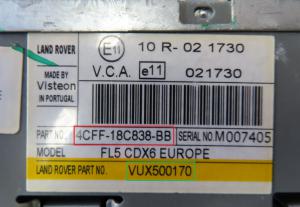 LAND ROVER E11 10 R- 02 1730
V.C.A. e11 021730
MADE BY
Visteon
IN PORTUGAL
PART NO. 4CFF-18C838-BB SERIAL NO. M007405
MODEL FL5 CDX6 EUROPE
LAND ROVER PART NO. VUX500170